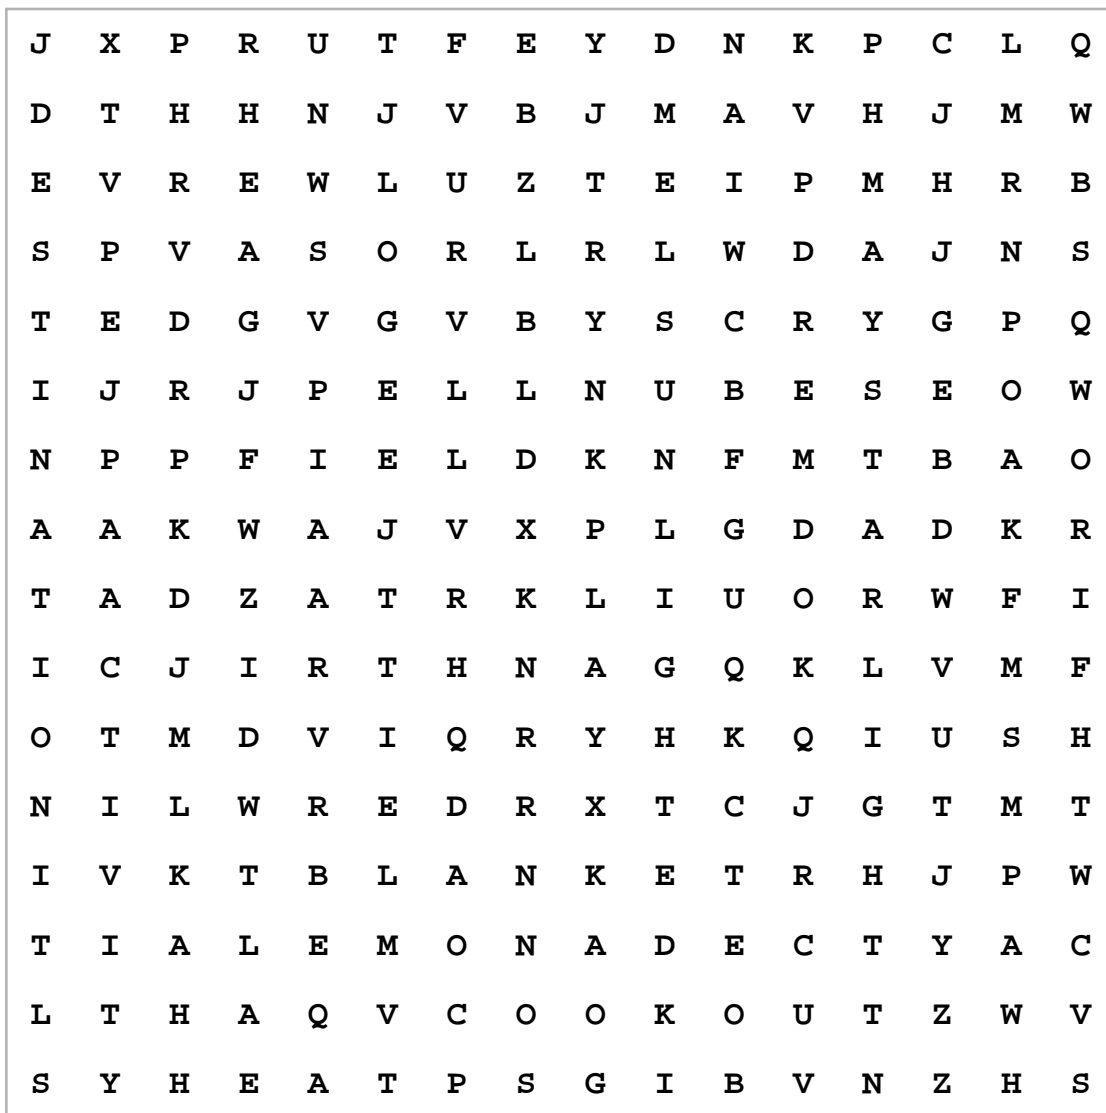 J X P R U T F E Y D N K P C L Q
D T H H N J V B J M A V H J M W
E V R E W L U Z T E I P M H R B
S P V A S O R L R L W D A J N S
T E D G V G V B Y S C R Y G P Q
I J R J P E L L N U B E S E O W
N P P F I E L D K N F M T B A O
A A K W A J V X P L G D A D K R
T A D Z A T R K L I U O R W F I
I C J I R T H N A G Q K L V M F
O T M D V I Q R Y H K Q I U S H
N I L W R E D R X T C J G T M T
I V K T B L A N K E T R H J P W
T I A L E M O N A D E C T Y A C
L T H A Q V C O O K O U T Z W V
S Y H E A T P S G I B V N Z H S